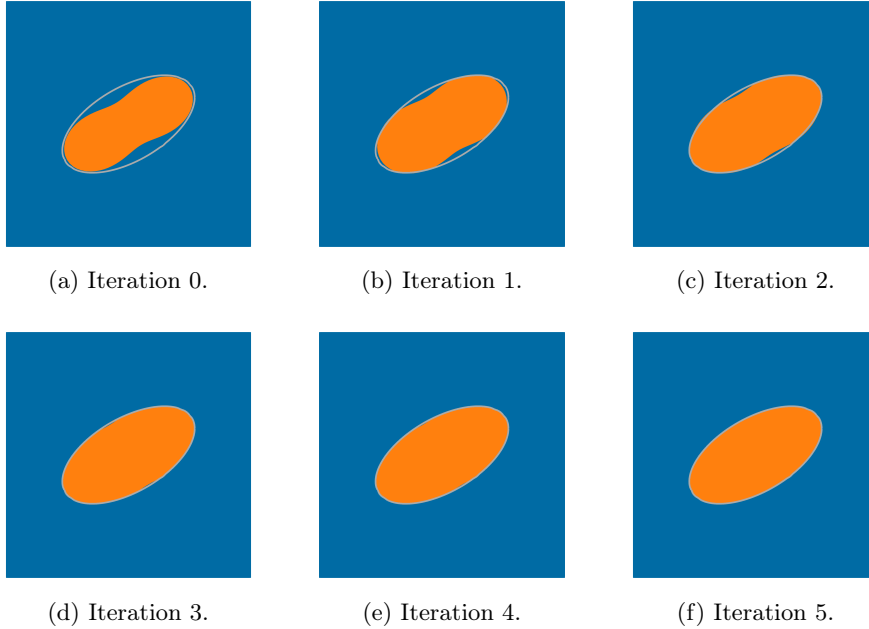 (a) Iteration 0.
(b) Iteration 1.
(c) Iteration 2.
(d) Iteration 3.
(e) Iteration 4.
(f) Iteration 5.